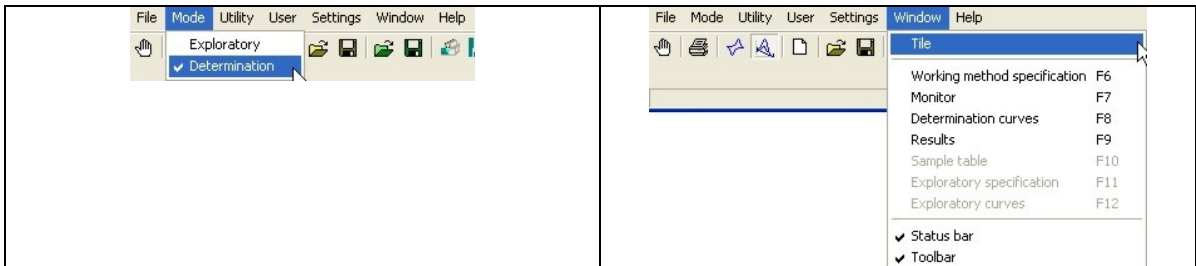 File Mode Utility User Settings Window Help
Exploratory
Determination
File Mode Utility User Settings Window Help
Tile
Working method specification F6
Monitor F7
Determination curves F8
Results F9
Sample table F10
Exploratory specification F11
Exploratory curves F12
Status bar
Toolbar